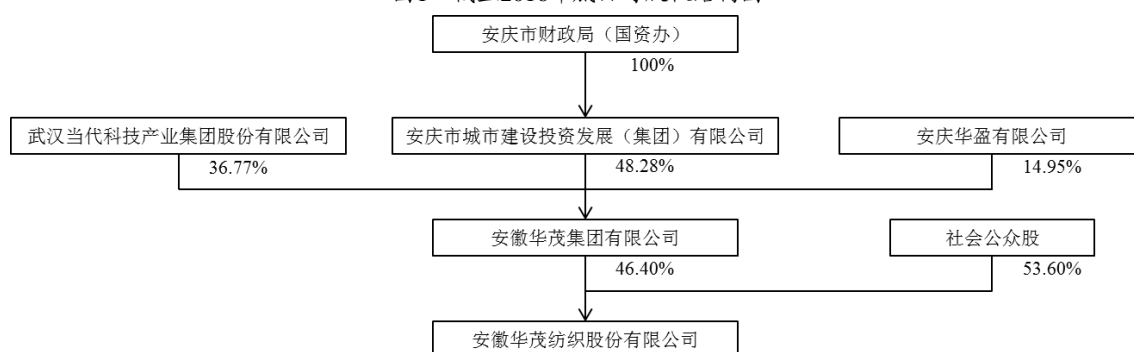 安庆市财政局（国资办）
100%
武汉当代科技产业集团股份有限公司
安庆市城市建设投资发展（集团）有限公司
安庆华盈有限公司
36.77%
48.28%
14.95%
安徽华茂集团有限公司
社会公众股
46.40%
53.60%
安徽华茂纺织股份有限公司